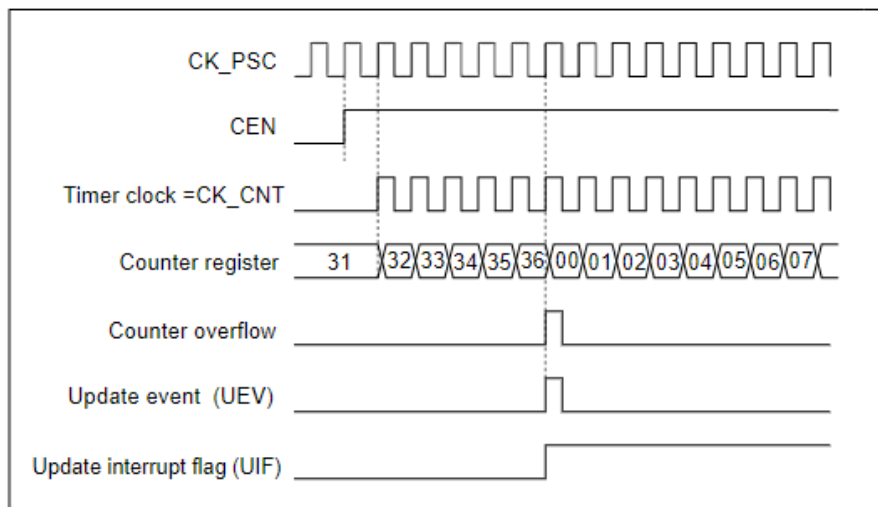 CK_PSC
CEN
Timer clock =CK_CNT
Counter register 31 32 33 34 35 36 00 01 02 03 04 05 06 07
Counter overflow
Update event (UEV)
Update interrupt flag (UIF)